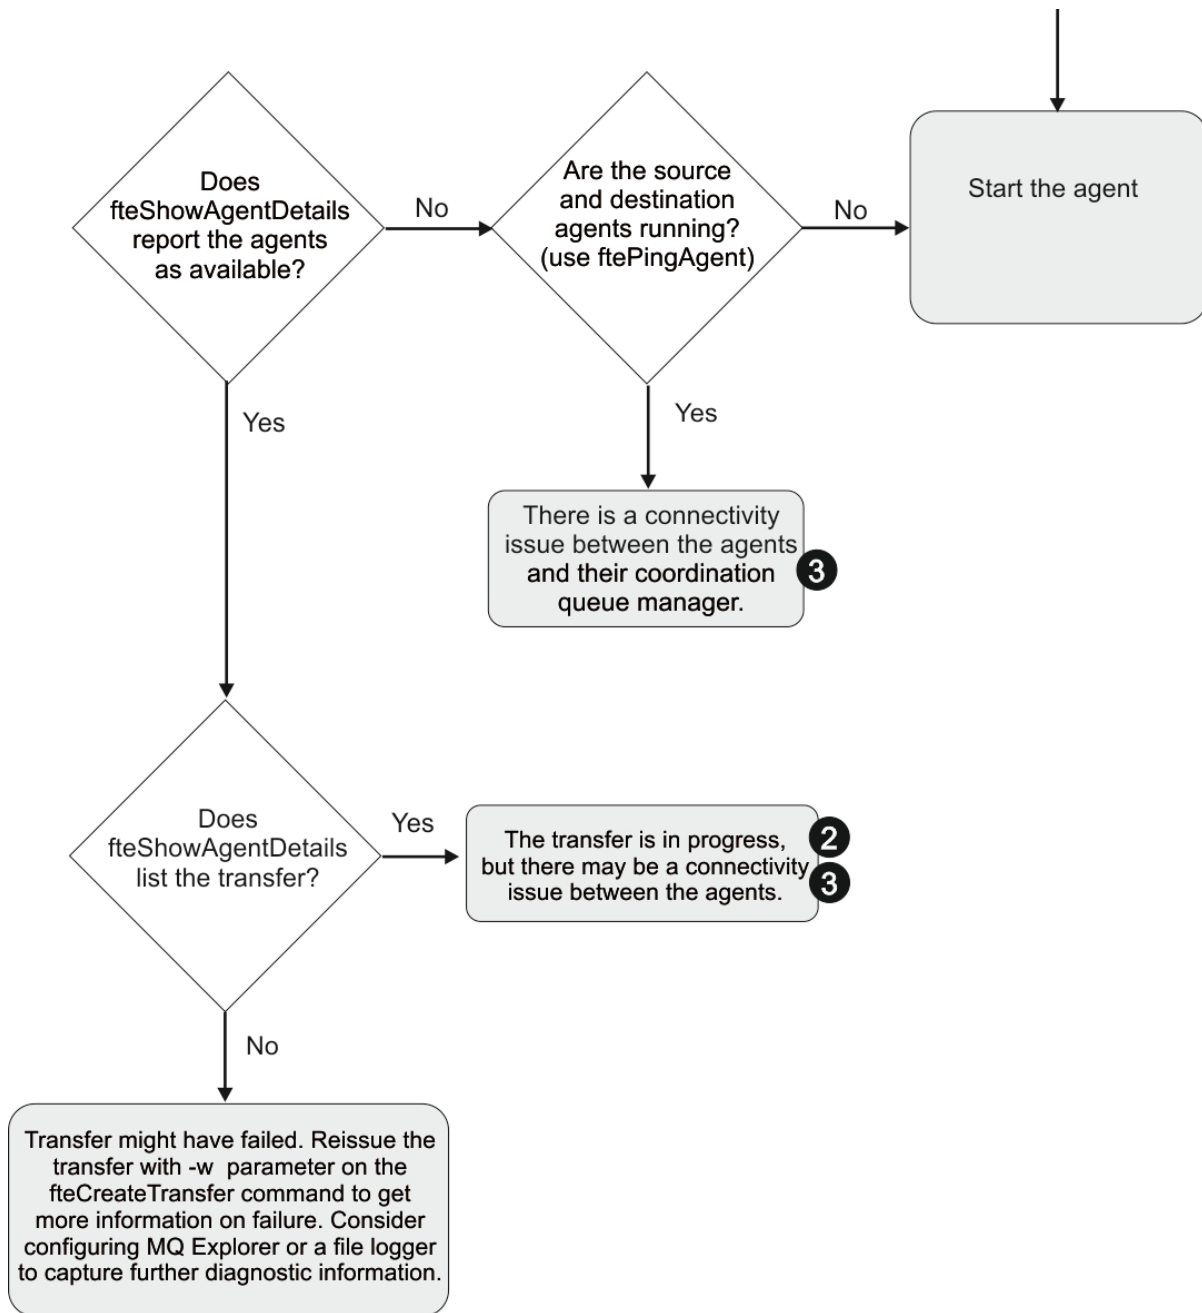 Does
fteShowAgentDetails
report the agents
as available?
No
Are the source
and destination
agents running?
(use ftePingAgent)
No
Start the agent
Yes
Yes
There is a connectivity
issue between the agents
and their coordination
queue manager.
3
Does
fteShowAgentDetails
list the transfer?
Yes
The transfer is in progress,
but there may be a connectivity
issue between the agents.
2
3
No
Transfer might have failed. Reissue the
transfer with -w parameter on the
fteCreateTransfer command to get
more information on failure. Consider
configuring MQ Explorer or a file logger
to capture further diagnostic information.